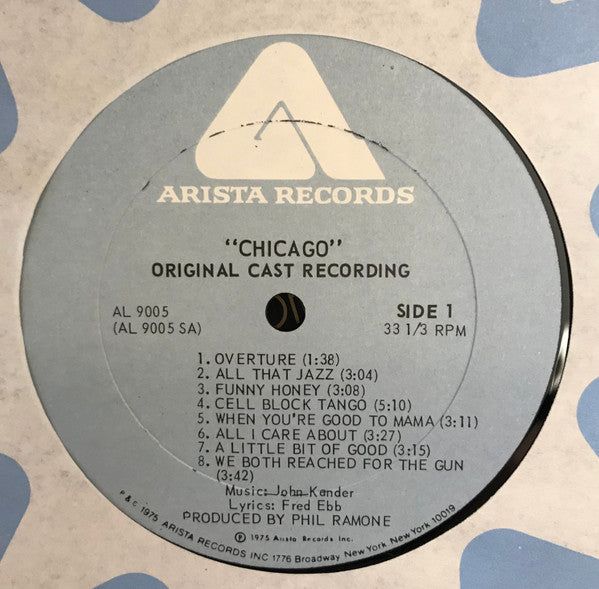 ARISTA RECORDS
"CHICAGO"
ORIGINAL CAST RECORDING
AL 9005
(AL 9005 SA)
SIDE 1
33 1/3 RPM
1. OVERTURE (1:38)
2. ALL THAT JAZZ (3:04)
3. FUNNY HONEY (3:08)
4. CELL BLOCK TANGO (5:10)
5. WHEN YOU'RE GOOD TO MAMA (3:11)
6. ALL I CARE ABOUT (3:27)
7. A LITTLE BIT OF GOOD (3:15)
8. WE BOTH REACHED FOR THE GUN
(3:42)
Music: John Kander
Lyrics: Fred Ebb
PRODUCED BY PHIL RAMONE
Ⓟ 1975 Arista Records Inc.
P & C 1975 ARISTA RECORDS INC 1776 Broadway New York, New York 10019